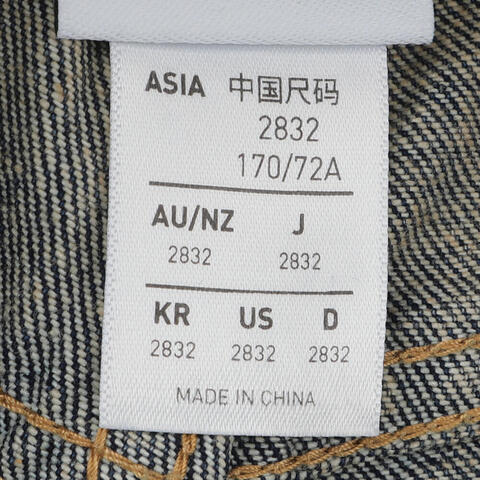 ASIA 中国尺码
2832
170/72A
AU/NZ J
2832 2832
KR US D
2832 2832 2832
MADE IN CHINA